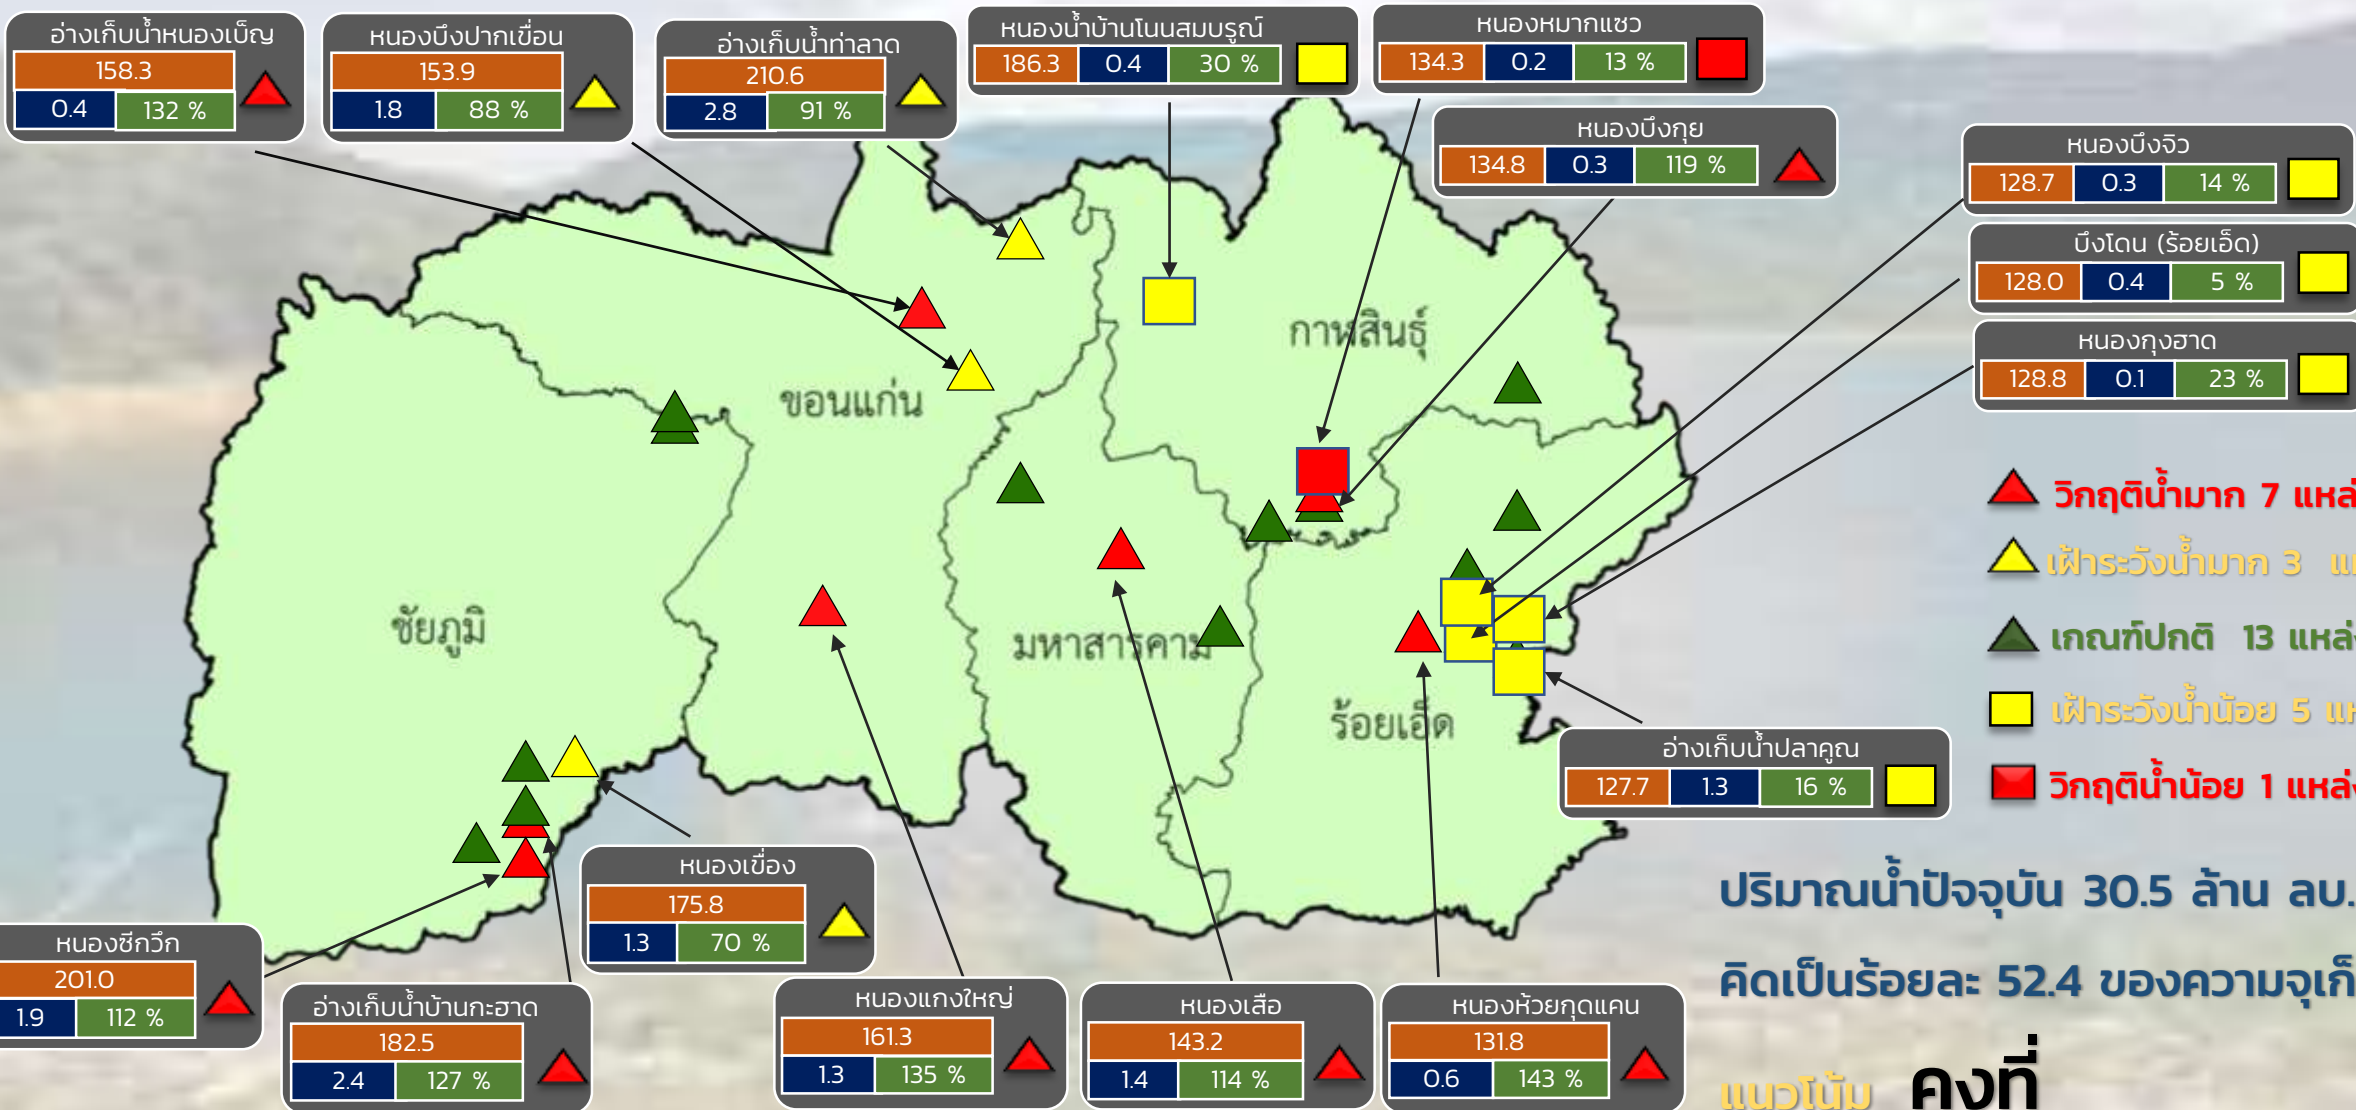 อ่างเก็บน้ำหนองเบ็ญ
158.3
0.4 132 %
หนองบึงปากเขื่อน
153.9
1.8 88 %
อ่างเก็บน้ำท่าลาด
210.6
2.8 91 %
หนองน้ำบ้านโนนสมบรูณ์
186.3 0.4 30 %
หนองหมากแซว
134.3 0.2 13 %
หนองบึงกุย
134.8 0.3 119 %
หนองบึงจิว
128.7 0.3 14 %
บึงโดน (ร้อยเอ็ด)
128.0 0.4 5 %
หนองกุงฮาด
128.8 0.1 23 %
กาฬสินธุ์
ขอนแก่น
ชัยภูมิ
มหาสารคาม
ร้อยเอ็ด
วิกฤติน้ำมาก 7
เฝ้าระวังน้ำมาก 3
เกณฑ์ปกติ 13 แหล่ง
เฝ้าระวังน้ำน้อย 5
วิกฤติน้ำน้อย 1 แหล่ง
อ่างเก็บน้ำปลาคูณ
127.7 1.3 16 %
หนองเขื่อง
175.8
1.3 70 %
หนองซีกวึก
201.0
1.9 112 %
อ่างเก็บน้ำบ้านกะฮาด
182.5
2.4 127 %
หนองแกงใหญ่
161.3
1.3 135 %
หนองเสือ
143.2
1.4 114 %
หนองห้วยกุดแคน
131.8
0.6 143 %
ปริมาณน้ำปัจจุบัน 30.5 ล้าน ลบ.
คิดเป็นร้อยละ 52.4 ของความจุเก็
แนวโน้ม คงที่